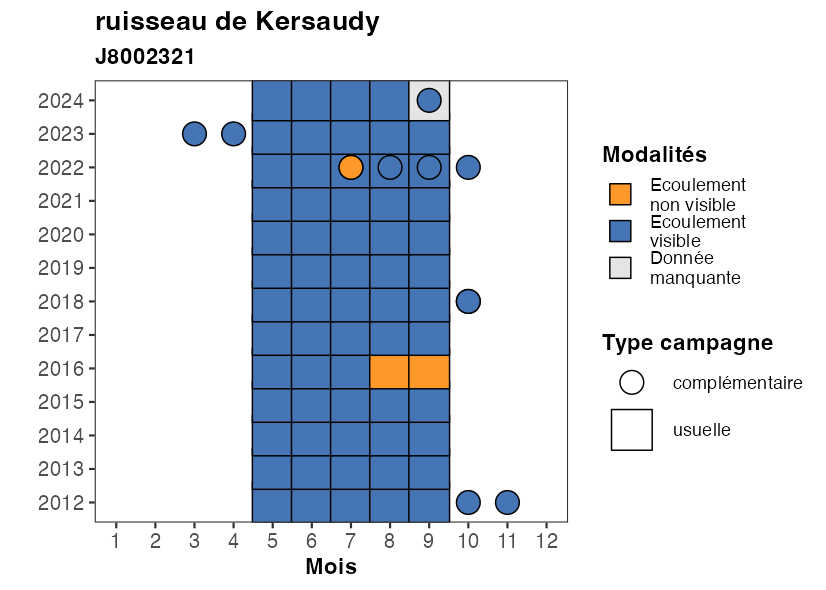 ruisseau de Kersaudy
J8002321
2024
2023
2022
2021
2020
2019
2018
2017
2016
2015
2014
2013
2012
1 2 3 4 5 6 7 8 9 10 11 12
Mois
Modalités
Ecoulement
non visible
Ecoulement
visible
Donnée
manquante
Type campagne
complémentaire
usuelle